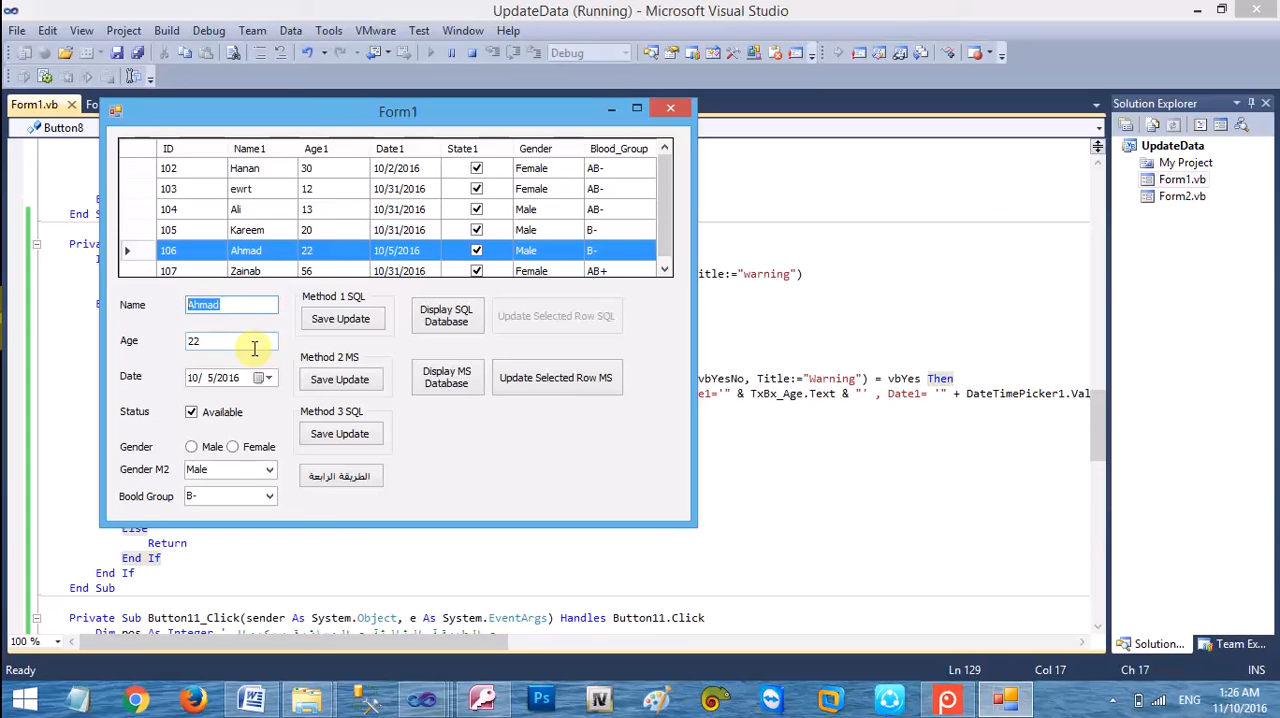 UpdateData (Running) - Microsoft Visual Studio
File Edit View Project Build Debug Team Data Tools VMware Test Window Help
Debug
Form1.vb
Fo
Solution Explorer
Button8
UpdateData
My Project
Form1.vb
Form2.vb
Form1
ID Name1 Age1 Date1 State1 Gender Blood_Group
102 Hanan 30 10/2/2016 Female AB-
103 ewrt 12 10/31/2016 Female AB-
104 Ali 13 10/31/2016 Male AB-
105 Kareem 20 10/31/2016 Male B-
106 Ahmad 22 10/5/2016 Male B-
107 Zainab 56 10/31/2016 Female AB+
Name Ahmad
Age 22
Date 10/ 5/2016
Status Available
Gender Male Female
Gender M2 Male
Boold Group B-
Method 1 SQL
Save Update
Method 2 MS
Save Update
Method 3 SQL
Save Update
الطريقة الرابعة
Display SQL Database
Update Selected Row SQL
Display MS Database
Update Selected Row MS
E
End S
Priv
I
E
itle:="warning")
vbYesNo, Title:="Warning") = vbYes Then
1='" & TxBx_Age.Text & "' , Date1= '" + DateTimePicker1.Val
Else
Return
End If
End If
End Sub
Private Sub Button11_Click(sender As System.Object, e As System.EventArgs) Handles Button11.Click
Dim pos As Integer '
100 %
Solution...
Team Ex...
Ready
Ln 129 Col 17 Ch 17 INS
ENG
1:26 AM
11/10/2016